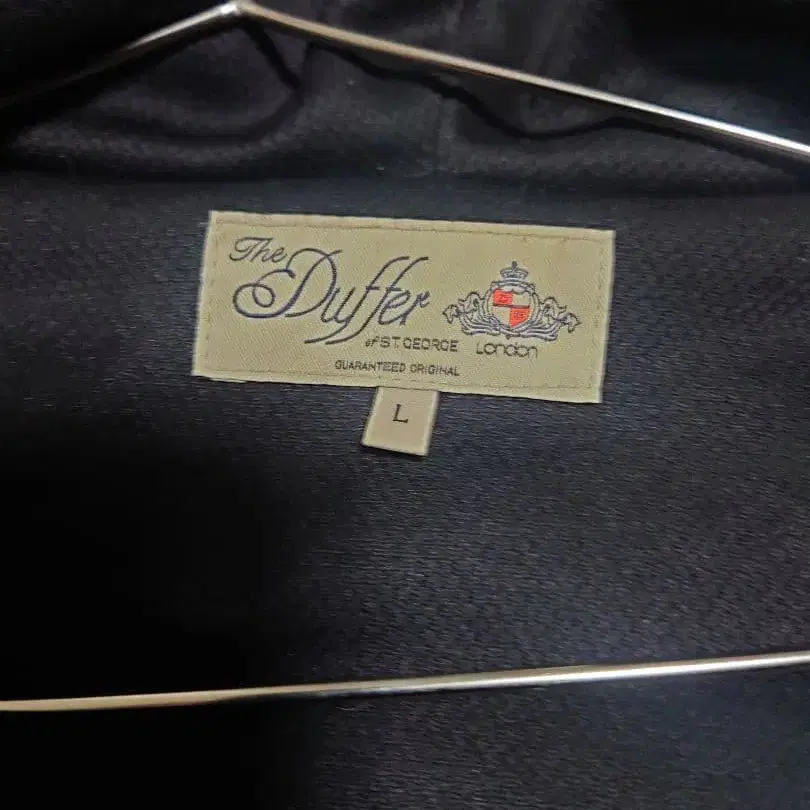 The
Duffer
of ST. GEORGE London
GUARANTEED ORIGINAL
L